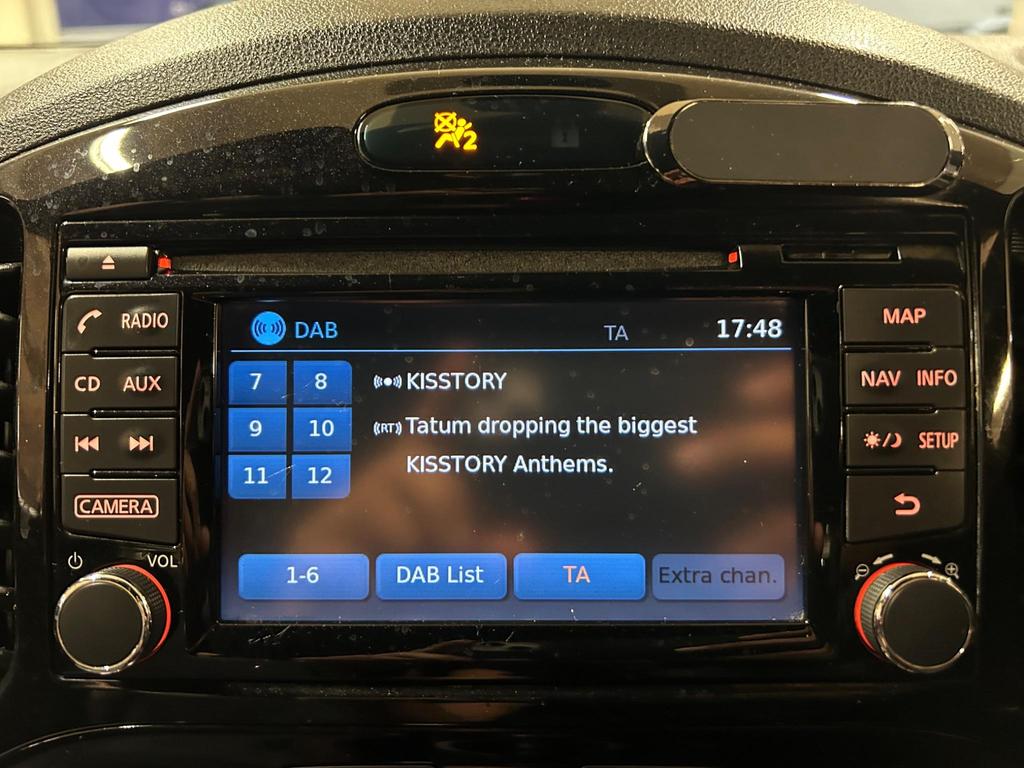 2
DAB TA 17:48
RADIO
MAP
CD AUX
NAV INFO
SETUP
CAMERA
VOL
7 8
9 10
11 12
KISSTORY
(RT) Tatum dropping the biggest
KISSTORY Anthems.
1-6 DAB List TA Extra chan.